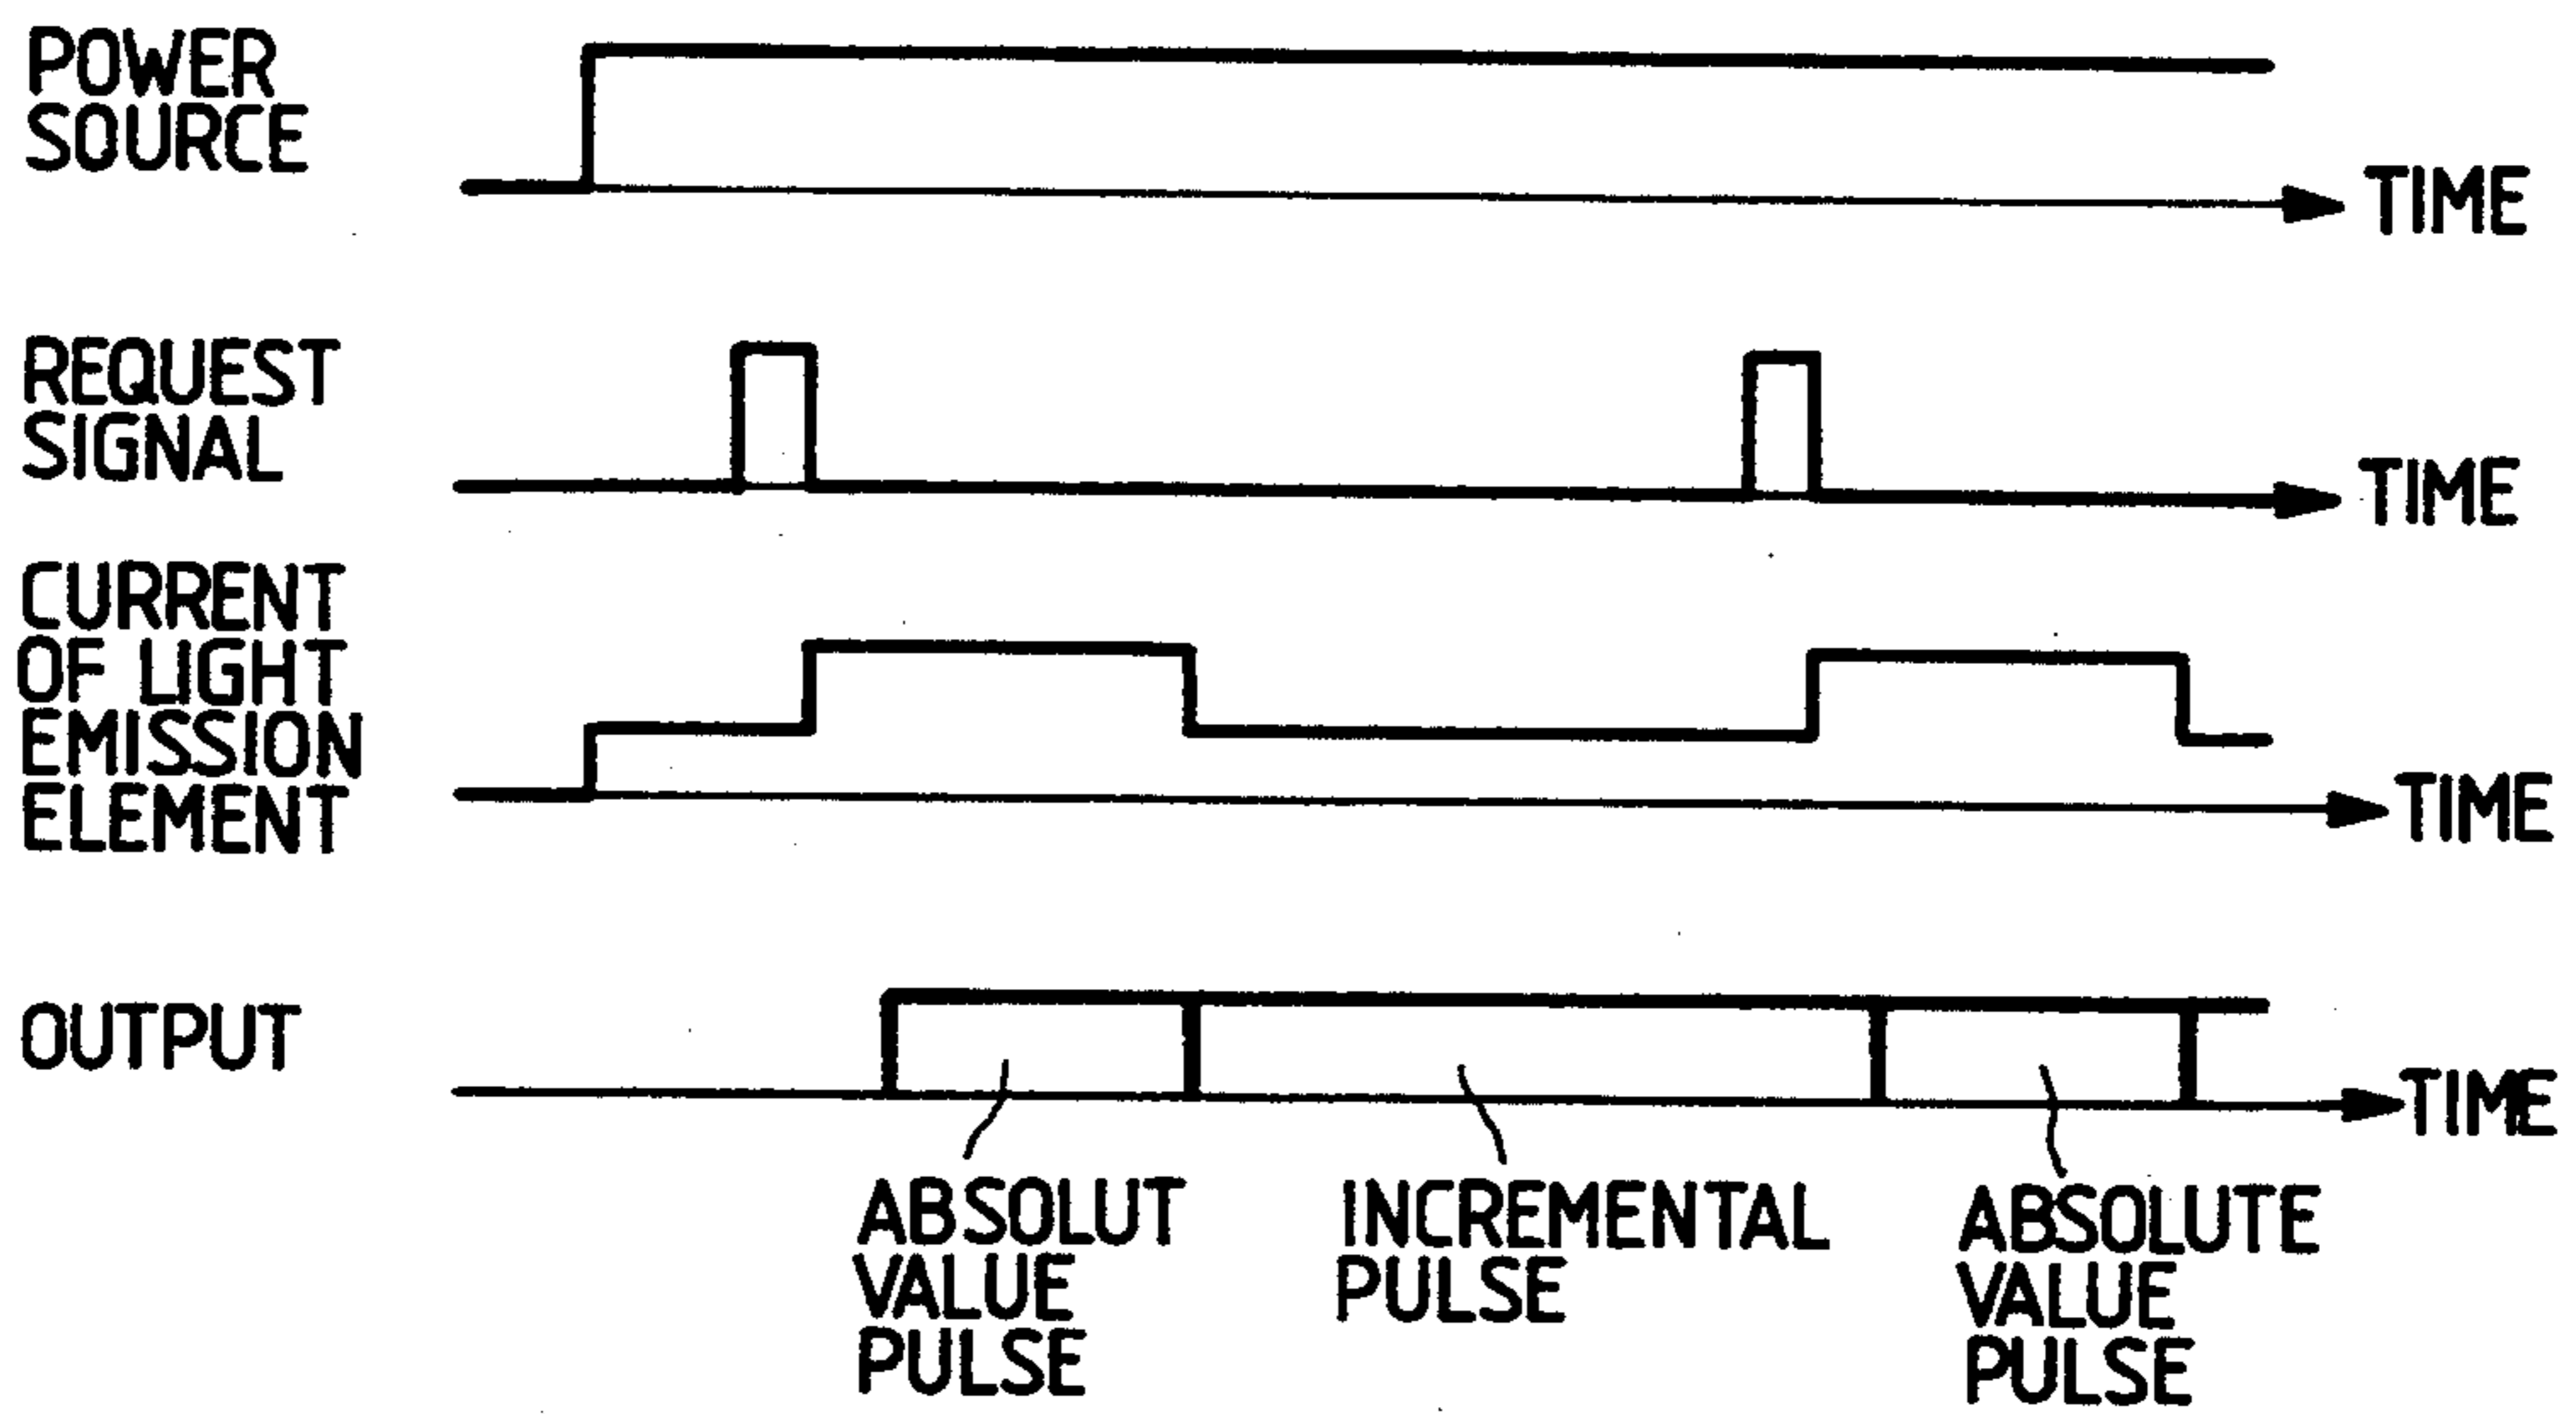 POWER
SOURCE
TIME
REQUEST
SIGNAL
TIME
CURRENT
OF LIGHT
EMISSION
ELEMENT
TIME
OUTPUT
TIME
ABSOLUT
VALUE
PULSE
INCREMENTAL
PULSE
ABSOLUTE
VALUE
PULSE